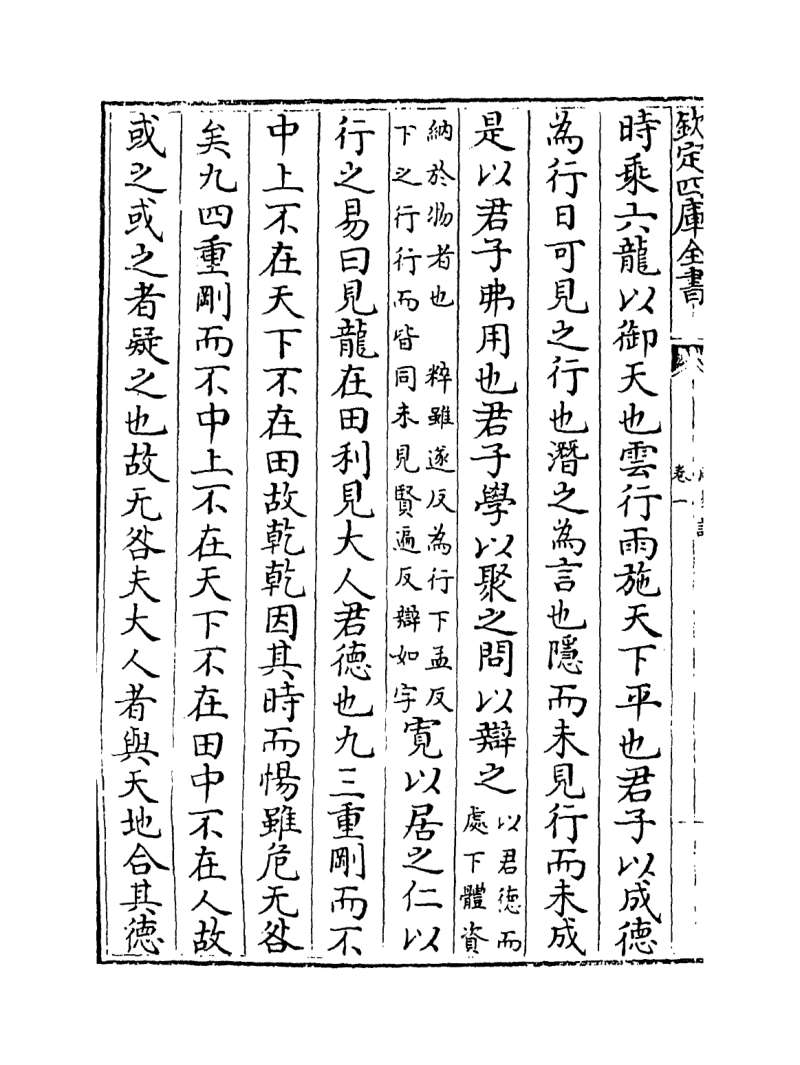 欽定四庫全書
卷一
時乘六龍以御天也雲行雨施天下平也君子以成德
為行日可見之行也潛之為言也隱而未見行而未成
是以君子弗用也君子學以聚之問以辯之
以君德而
處下體資
納於物者也　粹雖遂反為行下孟反
下之行行而皆同未見賢遍反辯如字
寛以居之仁以
行之易曰見龍在田利見大人君德也九三重剛而不
中上不在天下不在田故乾乾因其時而惕雖危无咎
矣九四重剛而不中上不在天下不在田中不在人故
或之或之者疑之也故无咎夫大人者與天地合其德